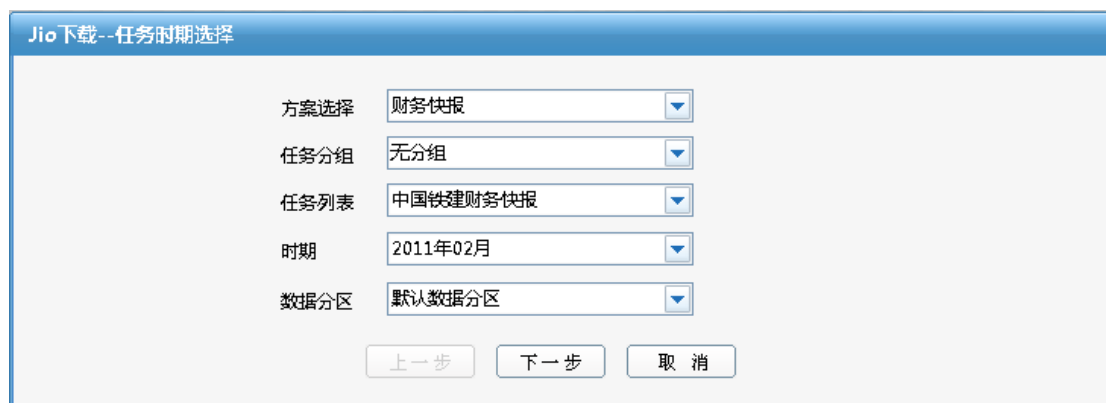 Jio下载--任务时期选择
方案选择 财务快报
任务分组 无分组
任务列表 中国铁建财务快报
时期 2011年02月
数据分区 默认数据分区
上一步 下一步 取 消